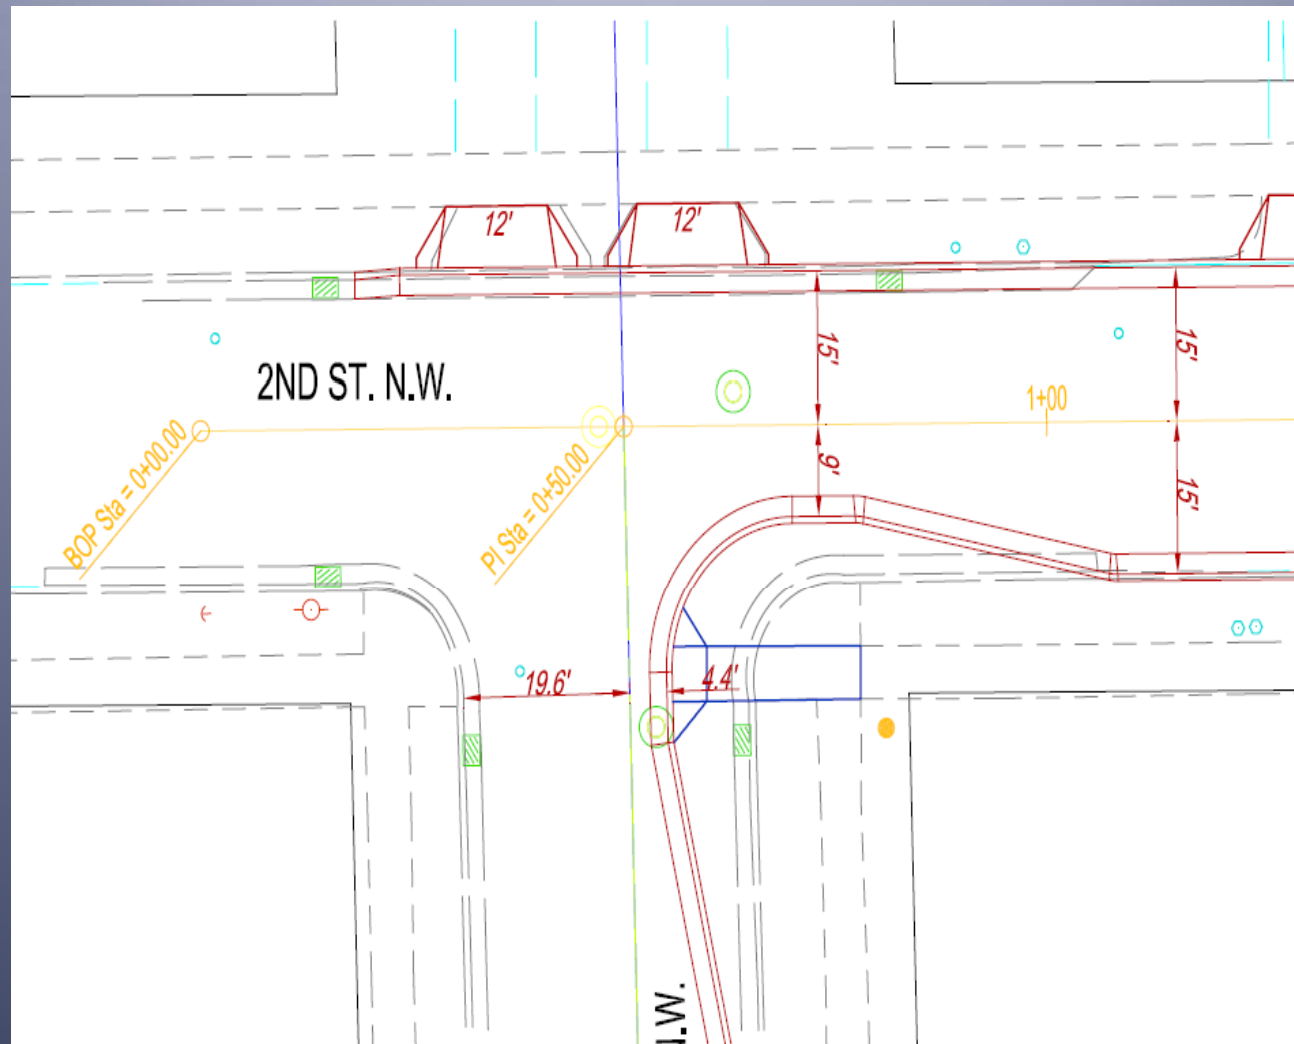 12'
12'
15'
15'
2ND ST. N.W.
1+00
BOP Sta = 0+00.00
PI Sta = 0+50.00
9'
15'
19.6'
4.4'
N.W.